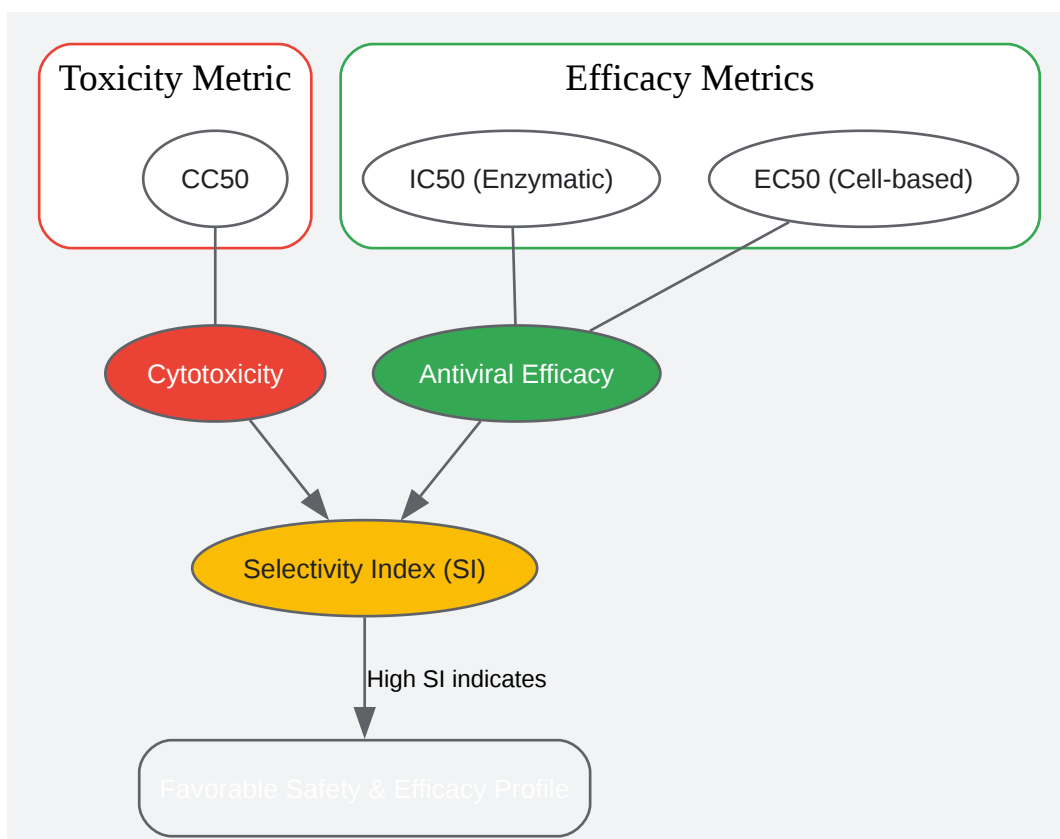 Toxicity Metric
Efficacy Metrics
CC50
IC50 (Enzymatic)
EC50 (Cell-based)
Cytotoxicity
Antiviral Efficacy
Selectivity Index (SI)
High SI indicates
Favorable Safety & Efficacy Profile